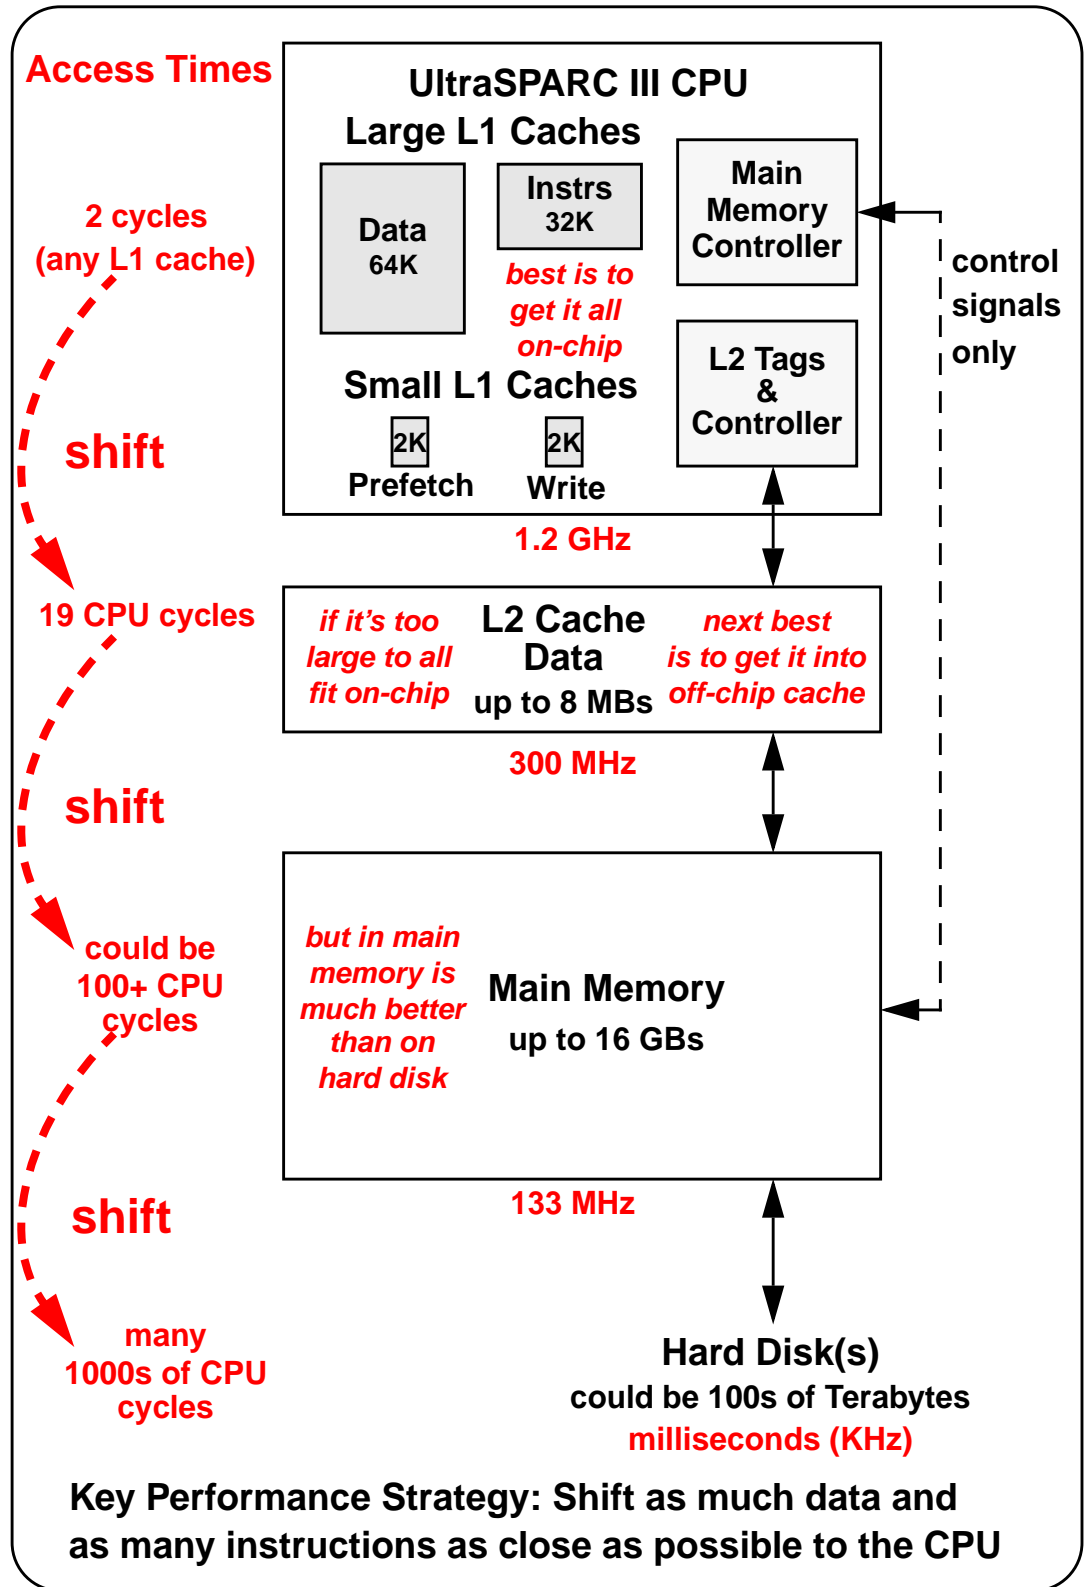 Access Times
UltraSPARC III CPU
Large L1 Caches
Data
64K
Instrs
32K
best is to
get it all
on-chip
Main
Memory
Controller
control
signals
only
2 cycles
(any L1 cache)
Small L1 Caches
2K
Prefetch
2K
Write
L2 Tags
&
Controller
shift
1.2 GHz
19 CPU cycles
if it's too
large to all
fit on-chip
L2 Cache
Data
up to 8 MBs
next best
is to get it into
off-chip cache
300 MHz
shift
could be
100+ CPU
cycles
but in main
memory is
much better
than on
hard disk
Main Memory
up to 16 GBs
133 MHz
shift
many
1000s of CPU
cycles
Hard Disk(s)
could be 100s of Terabytes
milliseconds (KHz)
Key Performance Strategy: Shift as much data and
as many instructions as close as possible to the CPU